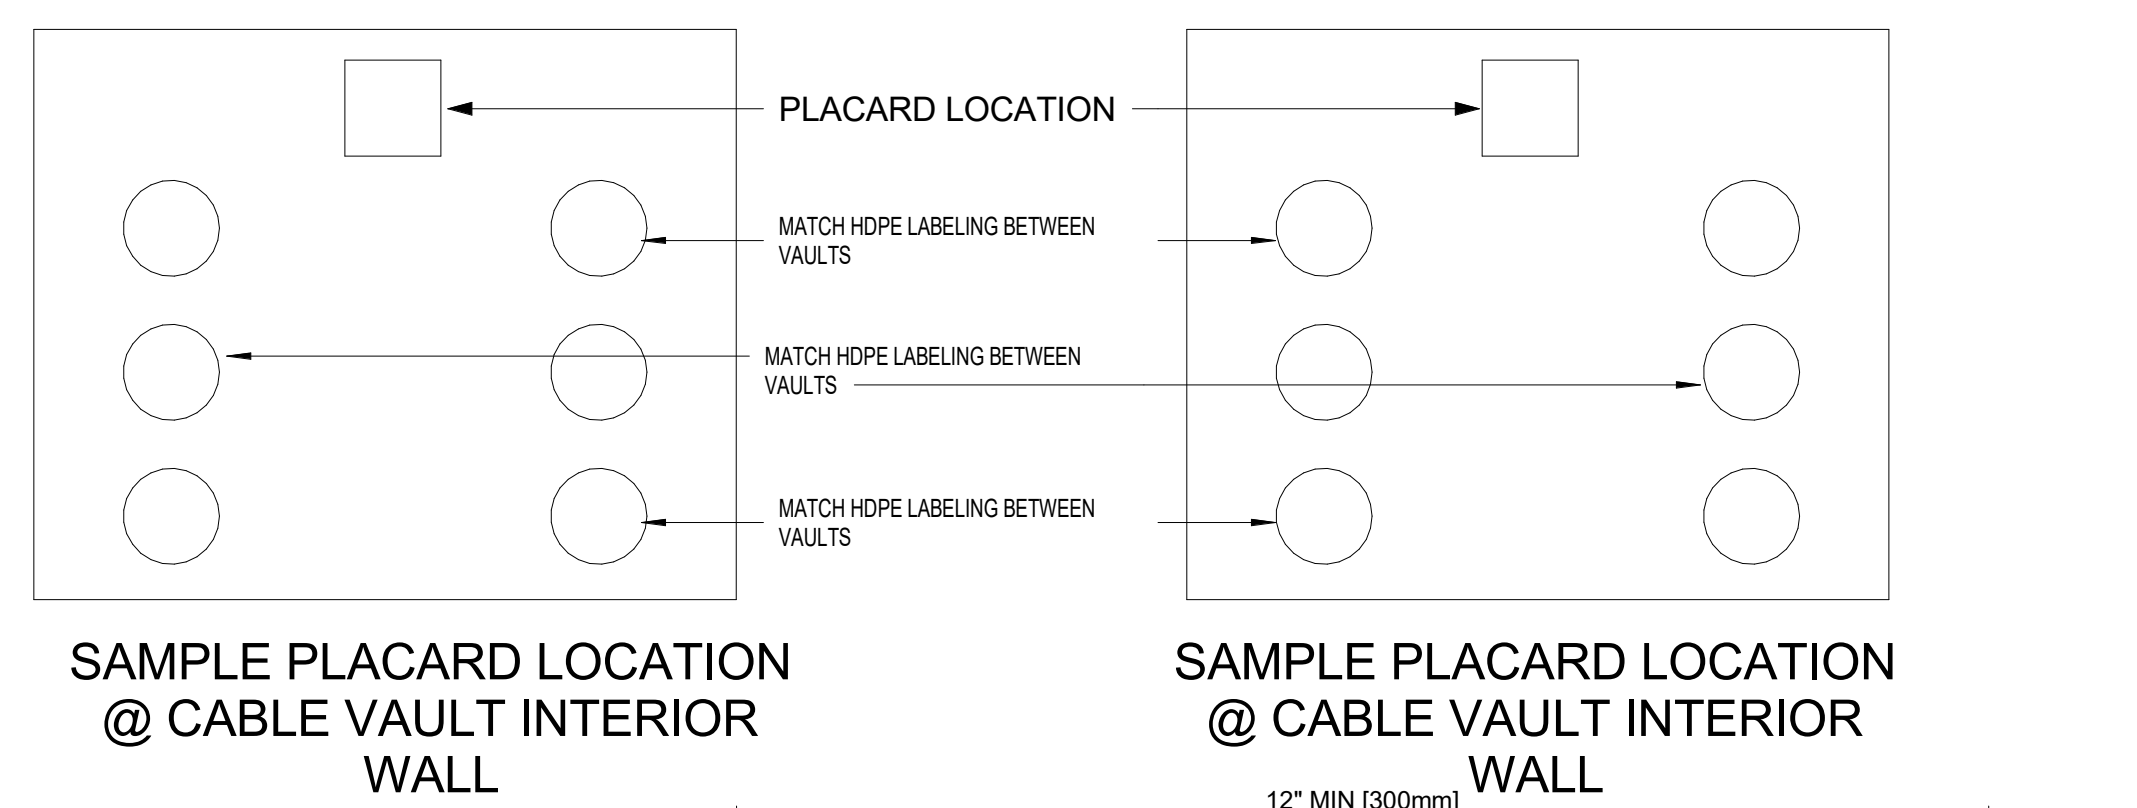 PLACARD LOCATION
MATCH HDPE LABELING BETWEEN
VAULTS
MATCH HDPE LABELING BETWEEN
VAULTS
MATCH HDPE LABELING BETWEEN
VAULTS
SAMPLE PLACARD LOCATION
@ CABLE VAULT INTERIOR
WALL
SAMPLE PLACARD LOCATION
@ CABLE VAULT INTERIOR
WALL
12" MIN [300mm]